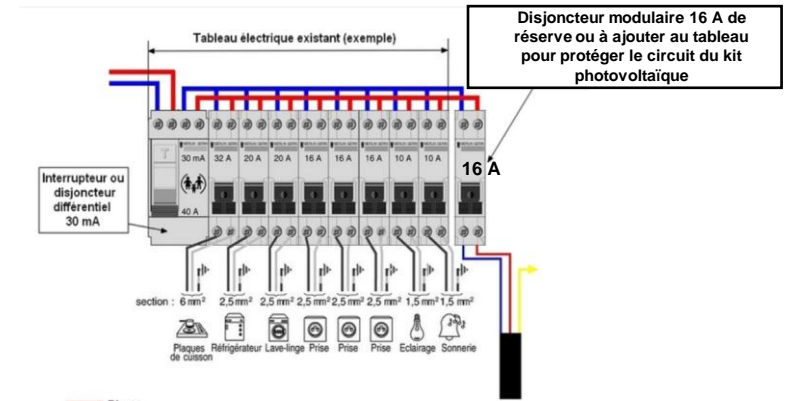 Disjoncteur modulaire 16 A de
réserve ou à ajouter au tableau
pour protéger le circuit du kit
photovoltaïque
Tableau électrique existant (exemple)
30 mA
32 A
20 A
20 A
16 A
16 A
16 A
10 A
10 A
16 A
40 A
Interrupteur ou
disjoncteur
différentiel
30 mA
section : 6 mm² 2,5 mm² 2,5 mm² 2,5 mm² 2,5 mm² 2,5 mm² 1,5 mm² 1,5 mm²
Plaques
de cuisson
Réfrigérateur
Lave-linge
Prise
Prise
Prise
Eclairage
Sonnerie